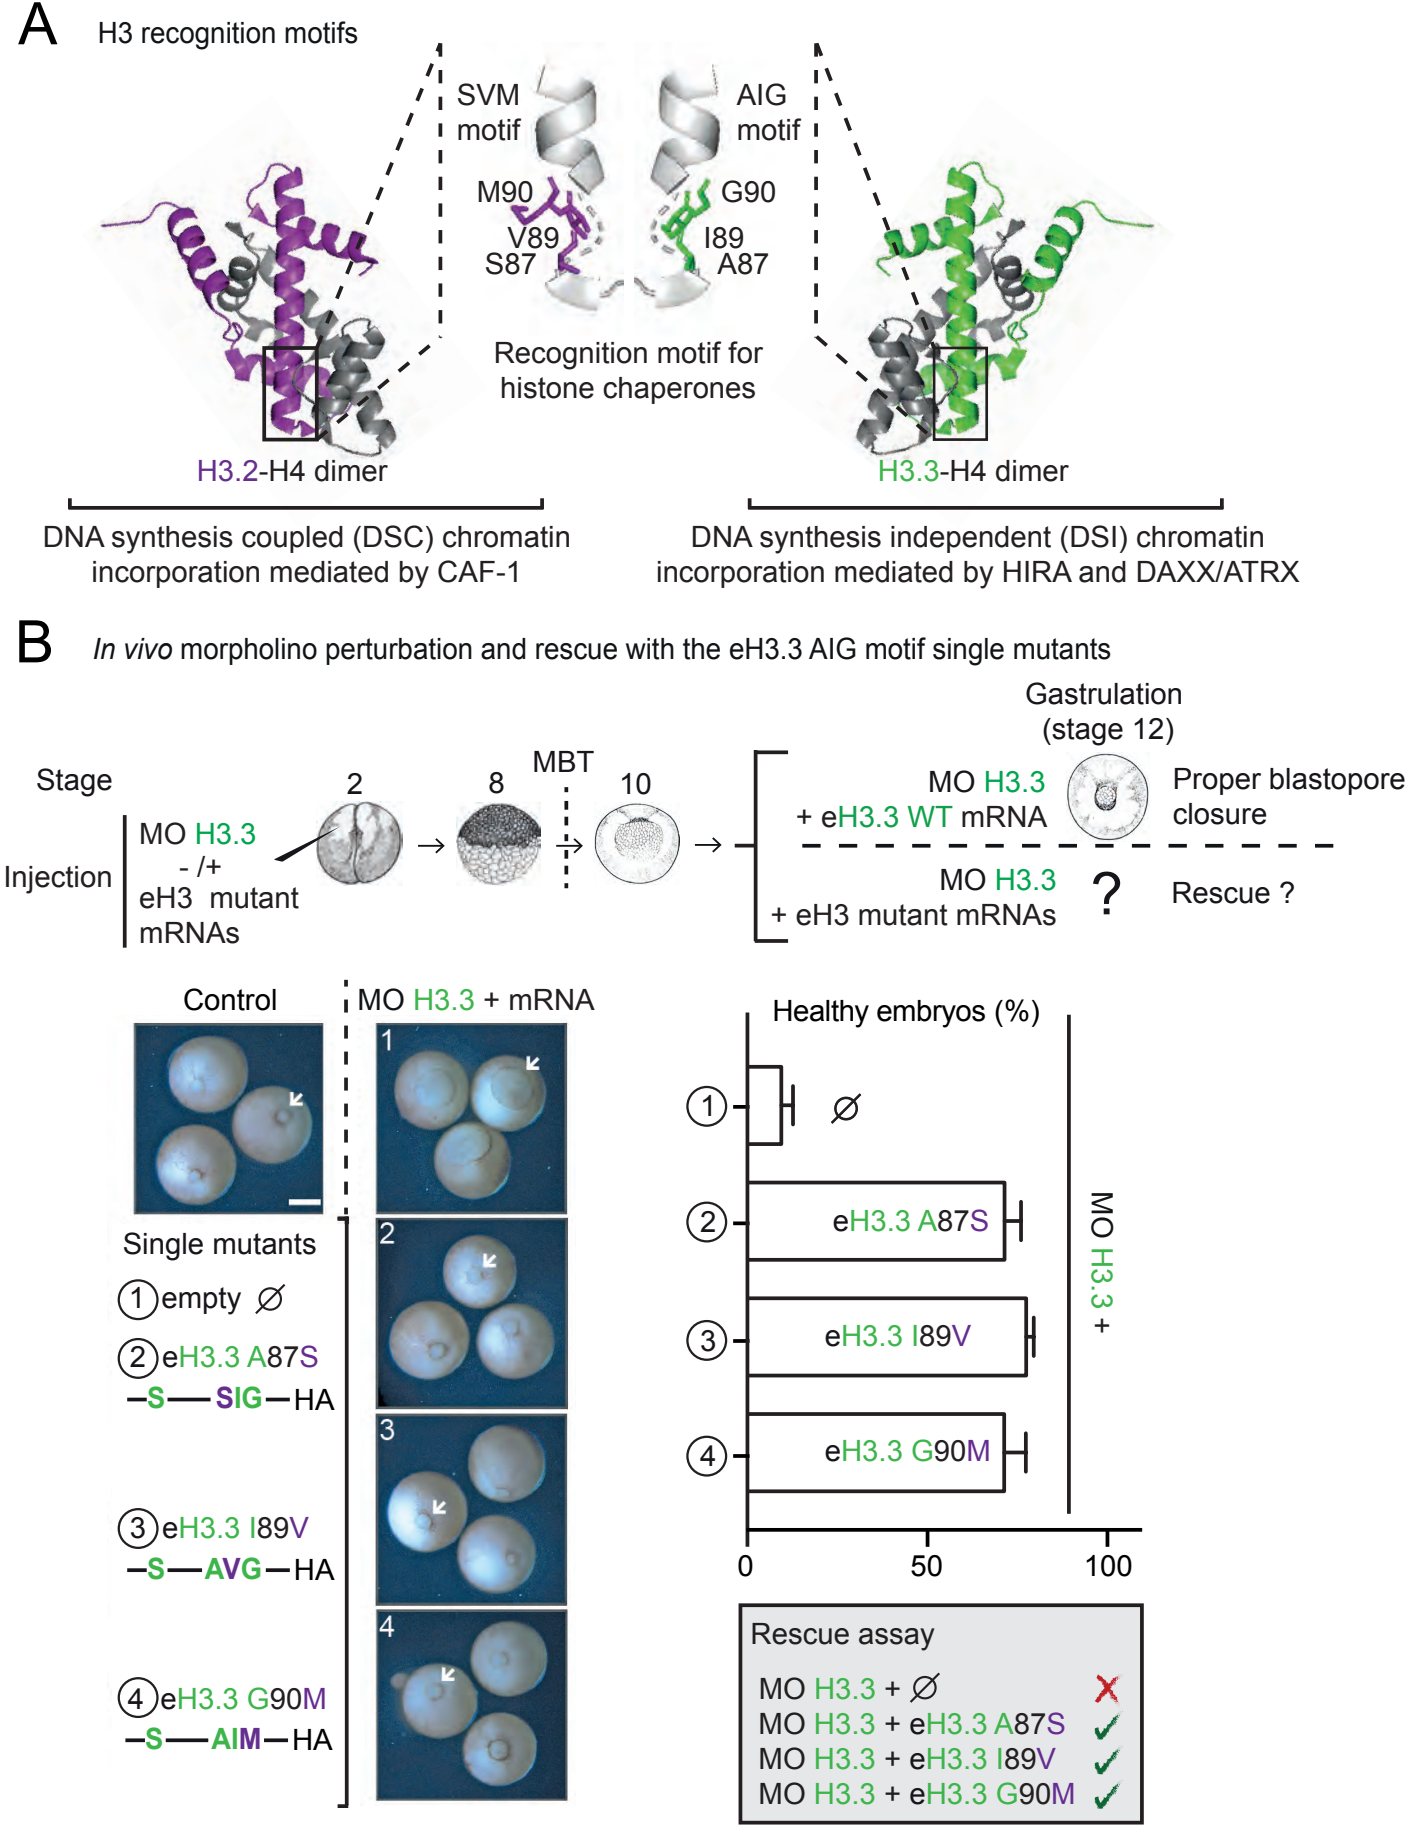 A
H3 recognition motifs
SVM
motif
AIG
motif
M90
V89
S87
G90
I89
A87
Recognition motif for
histone chaperones
H3.2-H4 dimer
H3.3-H4 dimer
DNA synthesis coupled (DSC) chromatin
incorporation mediated by CAF-1
DNA synthesis independent (DSI) chromatin
incorporation mediated by HIRA and DAXX/ATRX
B
In vivo morpholino perturbation and rescue with the eH3.3 AIG motif single mutants
Gastrulation
(stage 12)
Stage
2
8
MBT
10
Injection
MO H3.3
- /+
eH3 mutant
mRNAs
MO H3.3
+ eH3.3 WT mRNA
Proper blastopore
closure
MO H3.3
+ eH3 mutant mRNAs
?
Rescue ?
Control
MO H3.3 + mRNA
1
2
3
4
Single mutants
1 empty ∅
2 eH3.3 A87S
S SIG HA
3 eH3.3 I89V
S AVG HA
4 eH3.3 G90M
S AIM HA
Healthy embryos (%)
1 ∅
2 eH3.3 A87S
3 eH3.3 I89V
4 eH3.3 G90M
MO H3.3 +
0 50 100
Rescue assay
MO H3.3 + ∅ ✗
MO H3.3 + eH3.3 A87S ✓
MO H3.3 + eH3.3 I89V ✓
MO H3.3 + eH3.3 G90M ✓